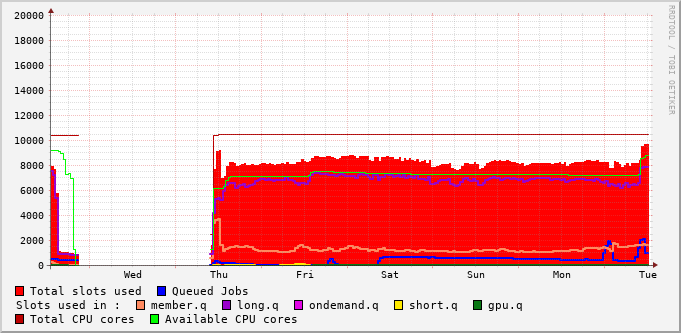 20000
18000
16000
14000
12000
10000
8000
6000
4000
2000
0
Wed Thu Fri Sat Sun Mon Tue
RRDTOOL / TOBI OETIKER
Total slots used Queued Jobs
Slots used in : member.q long.q ondemand.q short.q gpu.q
Total CPU cores Available CPU cores